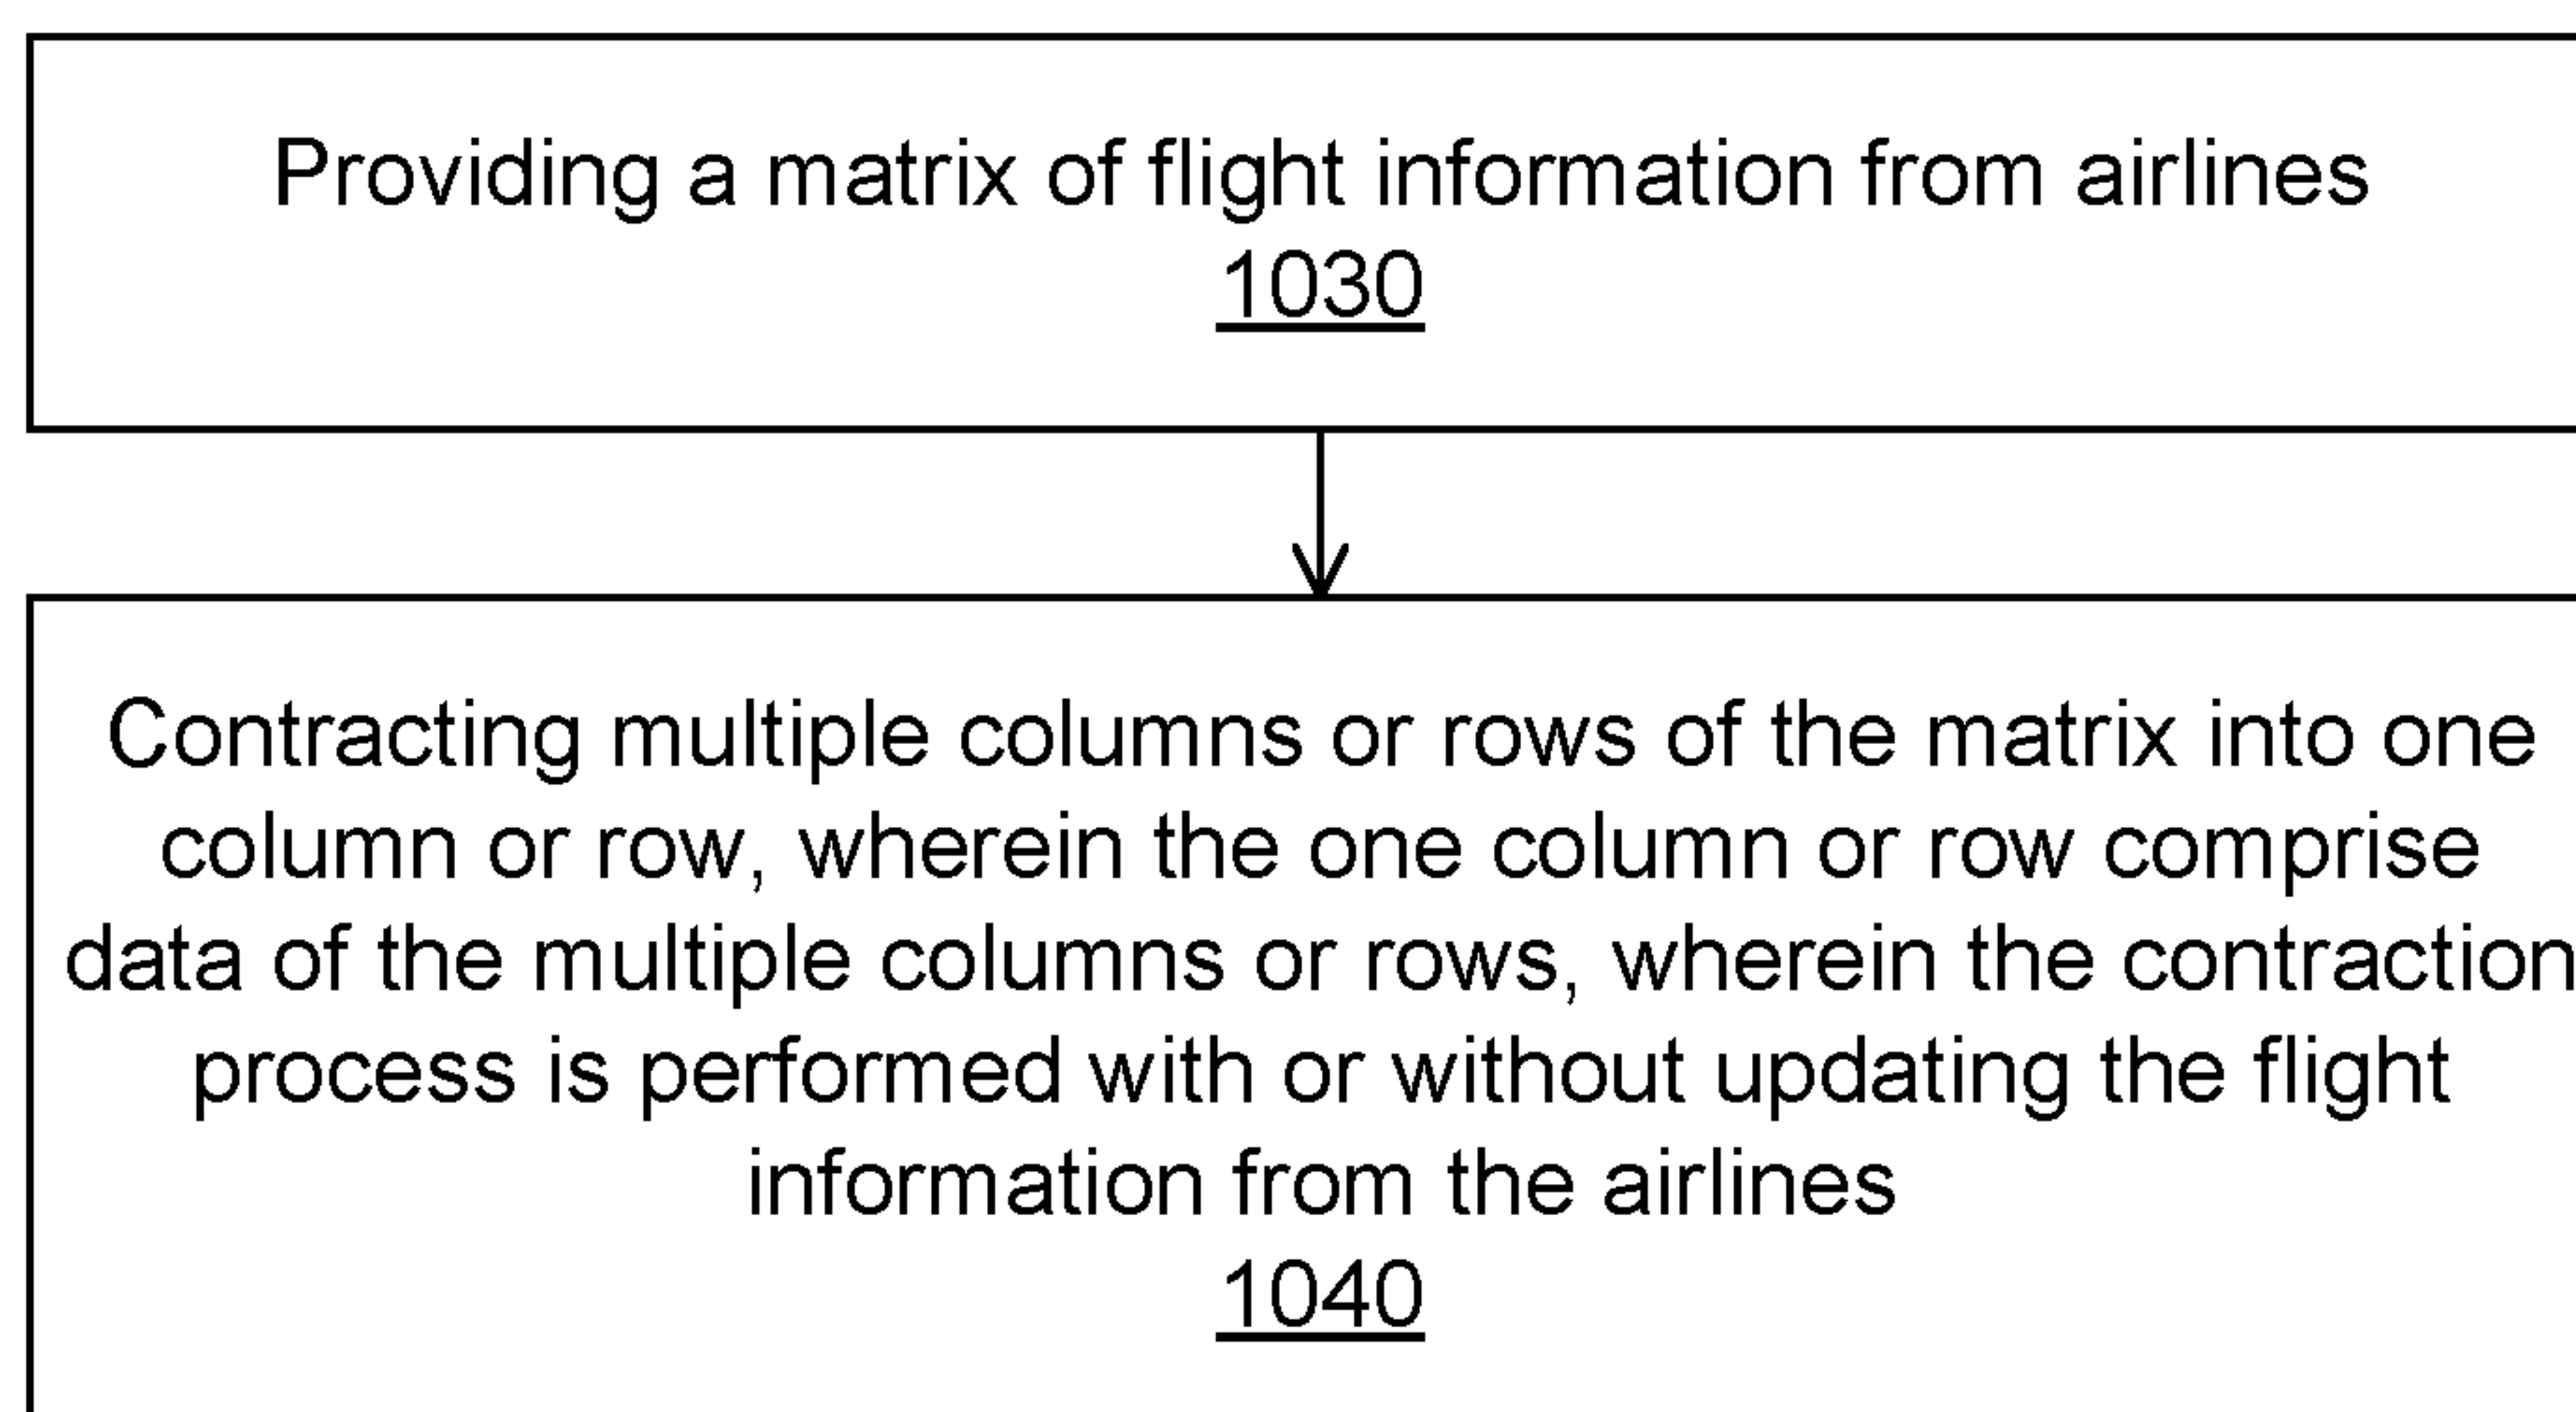 Providing a matrix of flight information from airlines
1030
Contracting multiple columns or rows of the matrix into one
column or row, wherein the one column or row comprise
data of the multiple columns or rows, wherein the contraction
process is performed with or without updating the flight
information from the airlines
1040